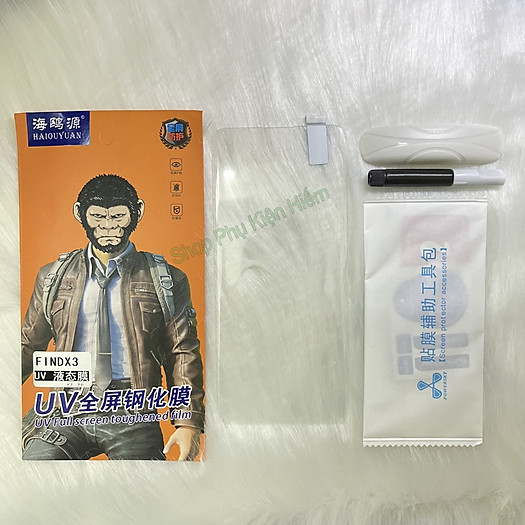 海鸥源
HAIOUYUAN
FINDX3
UV 液态膜
UV全屏钢化膜
UV Full screen toughened film
Shop Phụ Kiện Hiếm
贴膜辅助工具包
【Screen protector accessories】